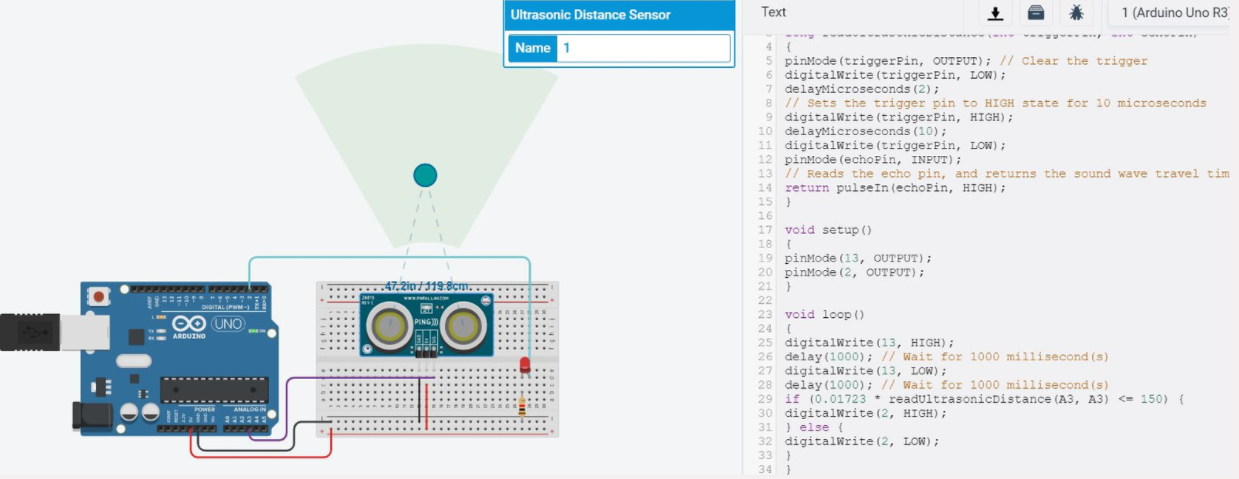 Ultrasonic Distance Sensor
Name 1
47.2in / 119.8cm
WWW.PARALLAX.COM
PING)))
DIGITAL (PWM~)
UNO
ARDUINO
POWER
ANALOG IN
Text
1 (Arduino Uno R3
4 {
5 pinMode(triggerPin, OUTPUT); // Clear the trigger
6 digitalWrite(triggerPin, LOW);
7 delayMicroseconds(2);
8 // Sets the trigger pin to HIGH state for 10 microseconds
9 digitalWrite(triggerPin, HIGH);
10 delayMicroseconds(10);
11 digitalWrite(triggerPin, LOW);
12 pinMode(echoPin, INPUT);
13 // Reads the echo pin, and returns the sound wave travel tim
14 return pulseIn(echoPin, HIGH);
15 }
16
17 void setup()
18 {
19 pinMode(13, OUTPUT);
20 pinMode(2, OUTPUT);
21 }
22
23 void loop()
24 {
25 digitalWrite(13, HIGH);
26 delay(1000); // Wait for 1000 millisecond(s)
27 digitalWrite(13, LOW);
28 delay(1000); // Wait for 1000 millisecond(s)
29 if (0.01723 * readUltrasonicDistance(A3, A3) <= 150) {
30 digitalWrite(2, HIGH);
31 } else {
32 digitalWrite(2, LOW);
33 }
34 }